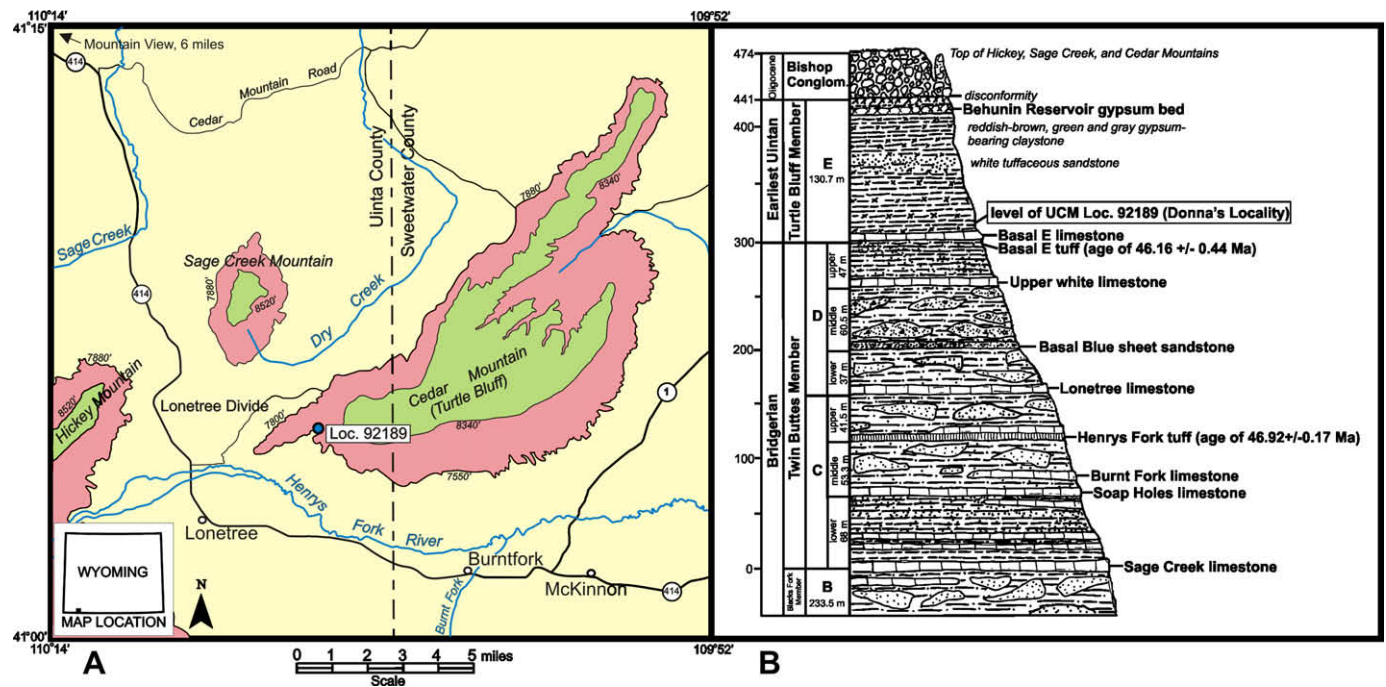 110°14'
109°52'
41°15'
Mountain View, 6 miles
414
Cedar Mountain Road
Uinta County
Sweetwater County
7880'
8340'
Sage Creek
Sage Creek Mountain
7880'
8520'
414
Dry Creek
7880'
8520'
Hickey Mountain
Lonetree Divide
Cedar Mountain
(Turtle Bluff)
1
7800'
8340'
Loc. 92189
7550'
Henrys Fork River
Lonetree
Burntfork
McKinnon
414
Burnt Fork
WYOMING
MAP LOCATION
N
41°00'
110°14'
109°52'
A
0 1 2 3 4 5 miles
Scale
474
441
400
300
200
100
0
Oligocene
Bishop
Conglom.
Earliest Uintan
Turtle Bluff Member
E
130.7 m
Bridgerian
Twin Buttes Member
D
upper
47 m
middle
60.5 m
lower
37 m
C
upper
41.5 m
middle
53.3 m
lower
68 m
Blacks Fork
Member
B
233.5 m
Top of Hickey, Sage Creek, and Cedar Mountains
disconformity
Behunin Reservoir gypsum bed
reddish-brown, green and gray gypsum-
bearing claystone
white tuffaceous sandstone
level of UCM Loc. 92189 (Donna's Locality)
Basal E limestone
Basal E tuff (age of 46.16 +/- 0.44 Ma)
Upper white limestone
Basal Blue sheet sandstone
Lonetree limestone
Henrys Fork tuff (age of 46.92+/-0.17 Ma)
Burnt Fork limestone
Soap Holes limestone
Sage Creek limestone
B